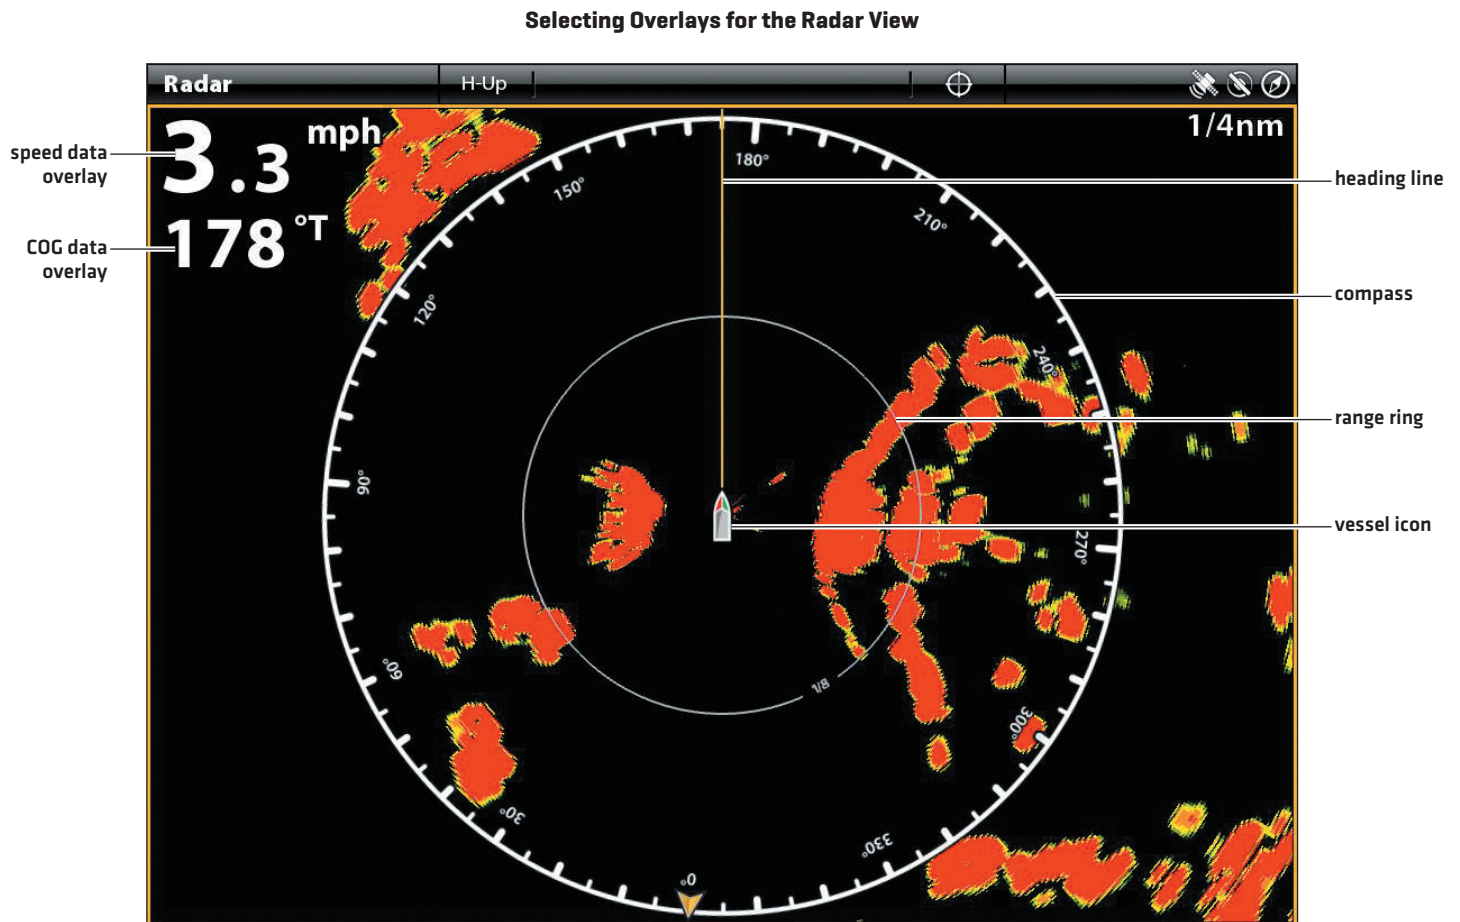 Selecting Overlays for the Radar View
Radar
H-Up
3.3 mph
1/4nm
178 °T
speed data
overlay
COG data
overlay
heading line
compass
range ring
vessel icon
180°
150°
210°
120°
240°
90°
270°
60°
1/8
300°
30°
330°
0°